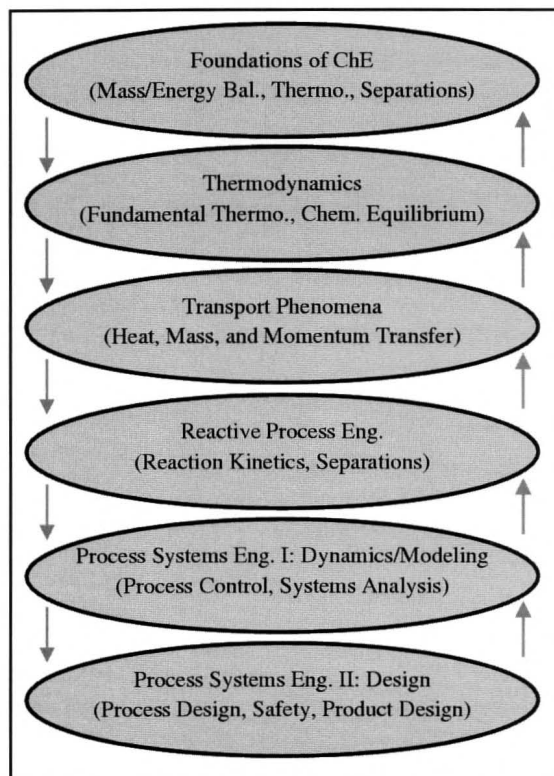 Foundations of ChE
(Mass/Energy Bal., Thermo., Separations)
Thermodynamics
(Fundamental Thermo., Chem. Equilibrium)
Transport Phenomena
(Heat, Mass, and Momentum Transfer)
Reactive Process Eng.
(Reaction Kinetics, Separations)
Process Systems Eng. I: Dynamics/Modeling
(Process Control, Systems Analysis)
Process Systems Eng. II: Design
(Process Design, Safety, Product Design)